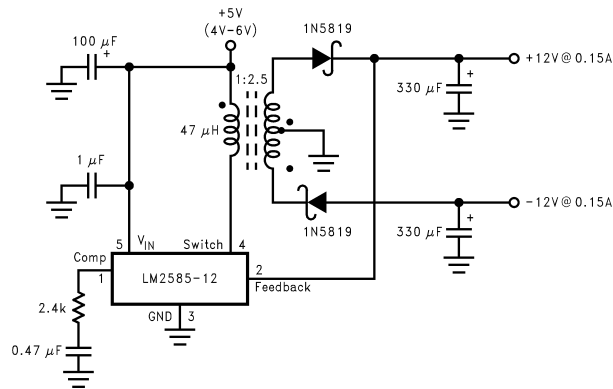 +5V
(4V-6V)
1N5819
100 μF
+
+12V@0.15A
1:2.5
330 μF
+
47 μH
1 μF
-12V@0.15A
1N5819
330 μF
+
5
VIN
Switch
4
Comp
1
LM2585-12
2
Feedback
2.4k
GND
3
0.47 μF